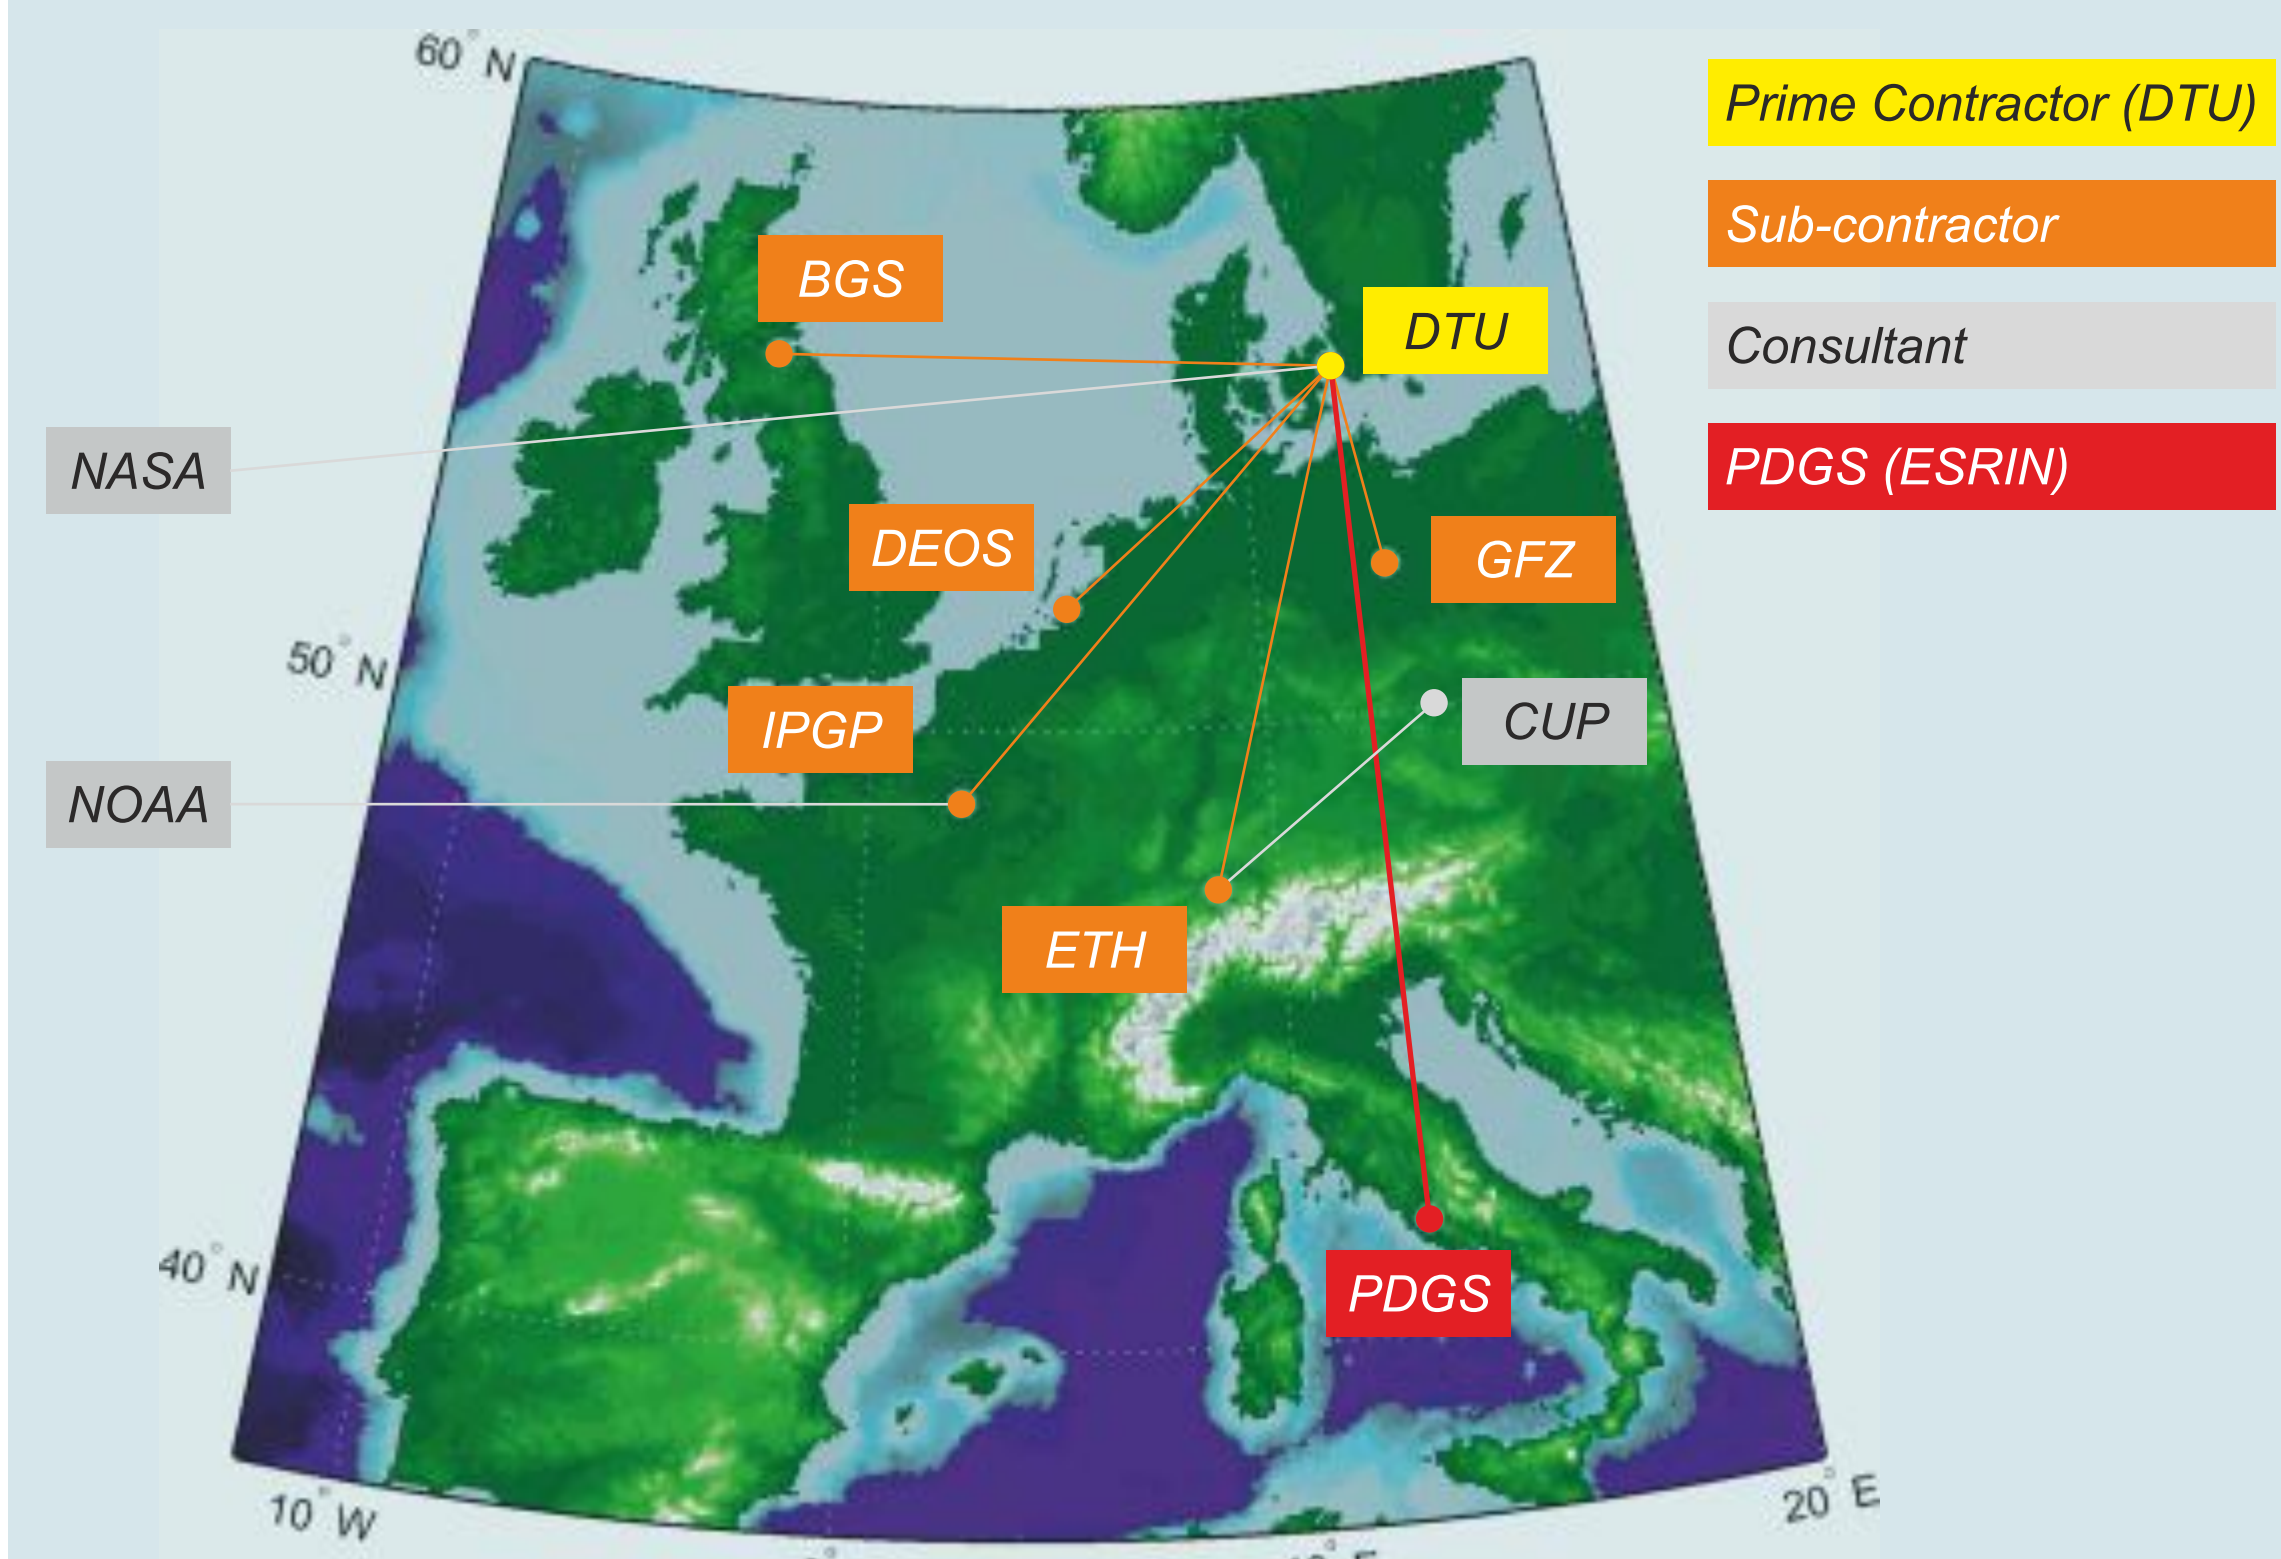 60° N
Prime Contractor (DTU)
Sub-contractor
BGS
DTU
Consultant
NASA
PDGS (ESRIN)
DEOS
GFZ
50° N
IPGP
CUP
NOAA
ETH
40° N
PDGS
10° W
20° E